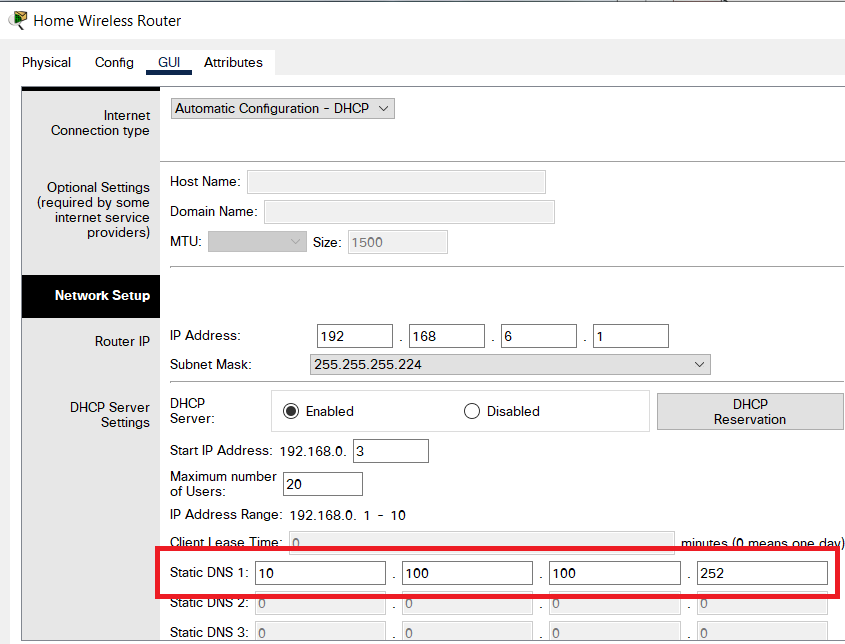 Home Wireless Router
Physical Config GUI Attributes
Internet
Connection type
Automatic Configuration - DHCP
Optional Settings
(required by some
internet service
providers)
Host Name:
Domain Name:
MTU: Size: 1500
Network Setup
Router IP
IP Address: 192 . 168 . 6 . 1
Subnet Mask: 255.255.255.224
DHCP Server
Settings
DHCP
Server:
Enabled Disabled
DHCP
Reservation
Start IP Address: 192.168.0. 3
Maximum number
of Users: 20
IP Address Range: 192.168.0. 1 - 10
Client Lease Time: 0 minutes (0 means one day)
Static DNS 1: 10 . 100 . 100 . 252
Static DNS 2: 0 . 0 . 0 . 0
Static DNS 3: 0 . 0 . 0 . 0